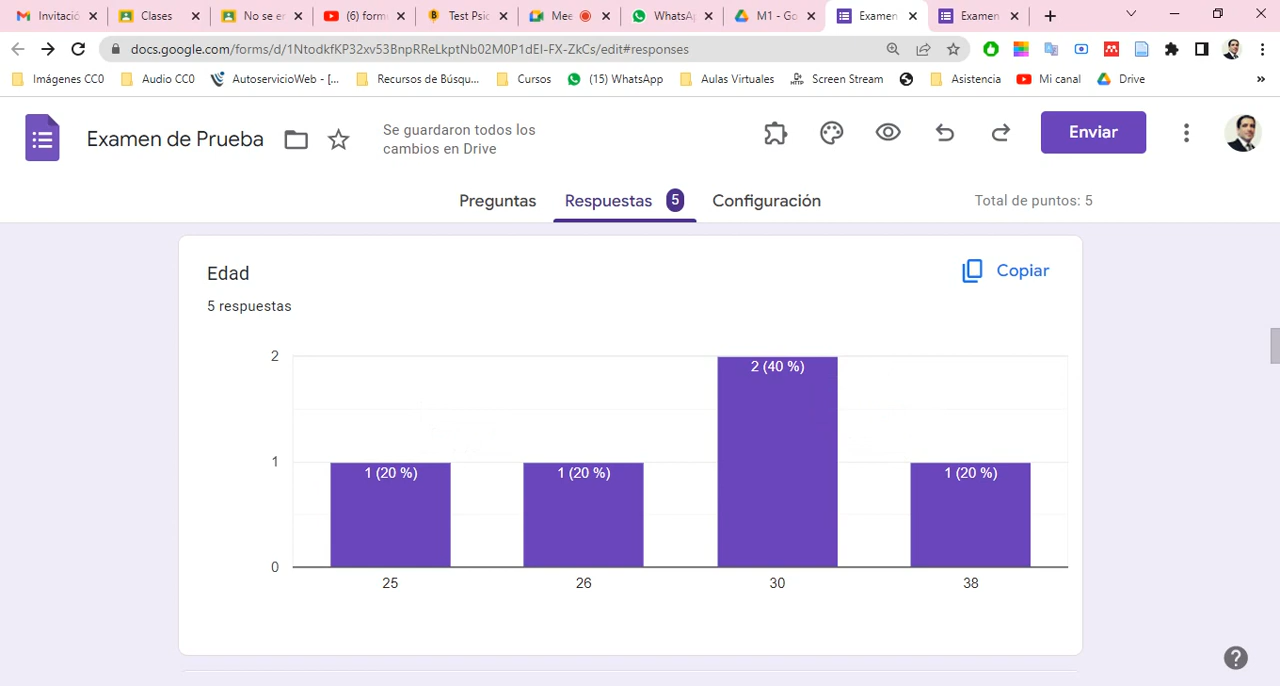 Invitació
Clases
No se en
(6) form
Test Psic
Mee
WhatsA
M1 - Go
Examen
Examen
docs.google.com/forms/d/1NtodkfKP32xv53BnpRReLkptNb02M0P1dEI-FX-ZkCs/edit#responses
Imágenes CC0
Audio CC0
AutoservicioWeb - [...
Recursos de Búsqu...
Cursos
(15) WhatsApp
Aulas Virtuales
Screen Stream
Asistencia
Mi canal
Drive
»
Examen de Prueba
Se guardaron todos los
cambios en Drive
Enviar
Preguntas
Respuestas 5
Configuración
Total de puntos: 5
Edad
Copiar
5 respuestas
2
2 (40 %)
1
1 (20 %)
1 (20 %)
1 (20 %)
0
25
26
30
38